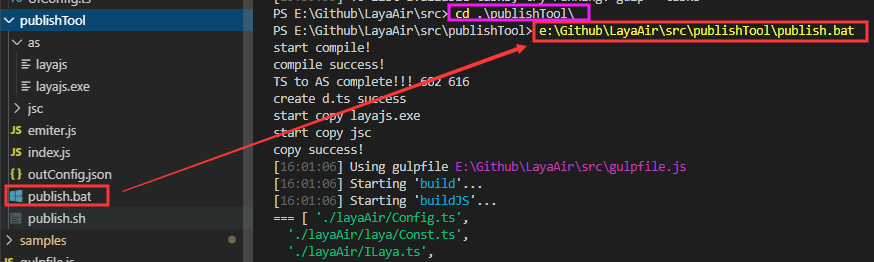 publishTool
as
layajs
layajs.exe
jsc
JS emiter.js
JS index.js
{} outConfig.json
publish.bat
publish.sh
samples
PS E:\Github\LayaAir\src> cd .\publishTool\
PS E:\Github\LayaAir\src\publishTool> e:\Github\LayaAir\src\publishTool\publish.bat
start compile!
compile success!
TS to AS complete!!! 602 616
create d.ts success
start copy layajs.exe
start copy jsc
copy success!
[16:01:06] Using gulpfile E:\Github\LayaAir\src\gulpfile.js
[16:01:06] Starting 'build'...
[16:01:06] Starting 'buildJS'...
=== [ './layaAir/Config.ts',
'./layaAir/laya/Const.ts',
'./layaAir/ILaya.ts',